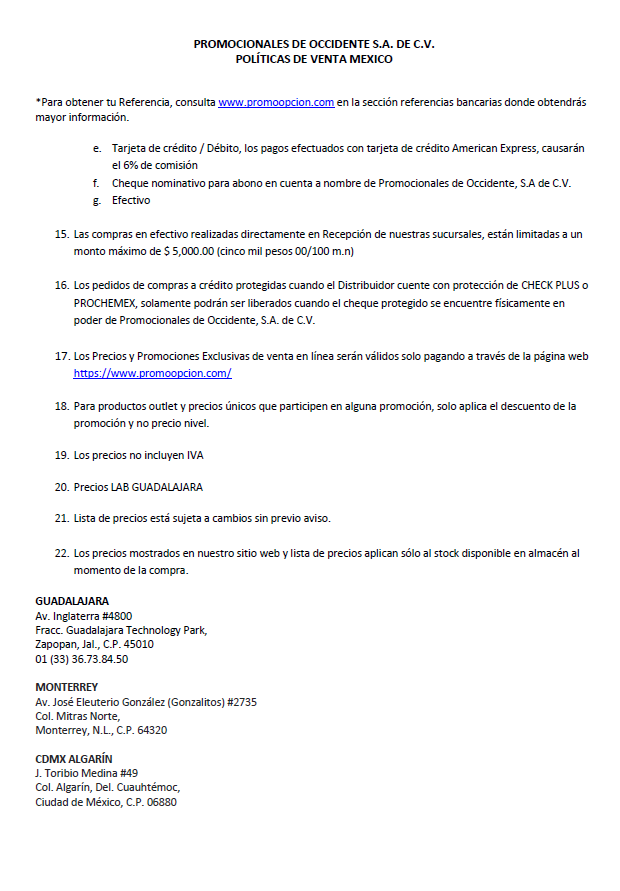 PROMOCIONALES DE OCCIDENTE S.A. DE C.V.
POLÍTICAS DE VENTA MEXICO
*Para obtener tu Referencia, consulta www.promoopcion.com en la sección referencias bancarias donde obtendrás
mayor información.
e. Tarjeta de crédito / Débito, los pagos efectuados con tarjeta de crédito American Express, causarán
el 6% de comisión
f. Cheque nominativo para abono en cuenta a nombre de Promocionales de Occidente, S.A de C.V.
g. Efectivo
15. Las compras en efectivo realizadas directamente en Recepción de nuestras sucursales, están limitadas a un
monto máximo de $ 5,000.00 (cinco mil pesos 00/100 m.n)
16. Los pedidos de compras a crédito protegidas cuando el Distribuidor cuente con protección de CHECK PLUS o
PROCHEMEX, solamente podrán ser liberados cuando el cheque protegido se encuentre físicamente en
poder de Promocionales de Occidente, S.A. de C.V.
17. Los Precios y Promociones Exclusivas de venta en línea serán válidos solo pagando a través de la página web
https://www.promoopcion.com/
18. Para productos outlet y precios únicos que participen en alguna promoción, solo aplica el descuento de la
promoción y no precio nivel.
19. Los precios no incluyen IVA
20. Precios LAB GUADALAJARA
21. Lista de precios está sujeta a cambios sin previo aviso.
22. Los precios mostrados en nuestro sitio web y lista de precios aplican sólo al stock disponible en almacén al
momento de la compra.
GUADALAJARA
Av. Inglaterra #4800
Fracc. Guadalajara Technology Park,
Zapopan, Jal., C.P. 45010
01 (33) 36.73.84.50
MONTERREY
Av. José Eleuterio González (Gonzalitos) #2735
Col. Mitras Norte,
Monterrey, N.L., C.P. 64320
CDMX ALGARÍN
J. Toribio Medina #49
Col. Algarín, Del. Cuauhtémoc,
Ciudad de México, C.P. 06880